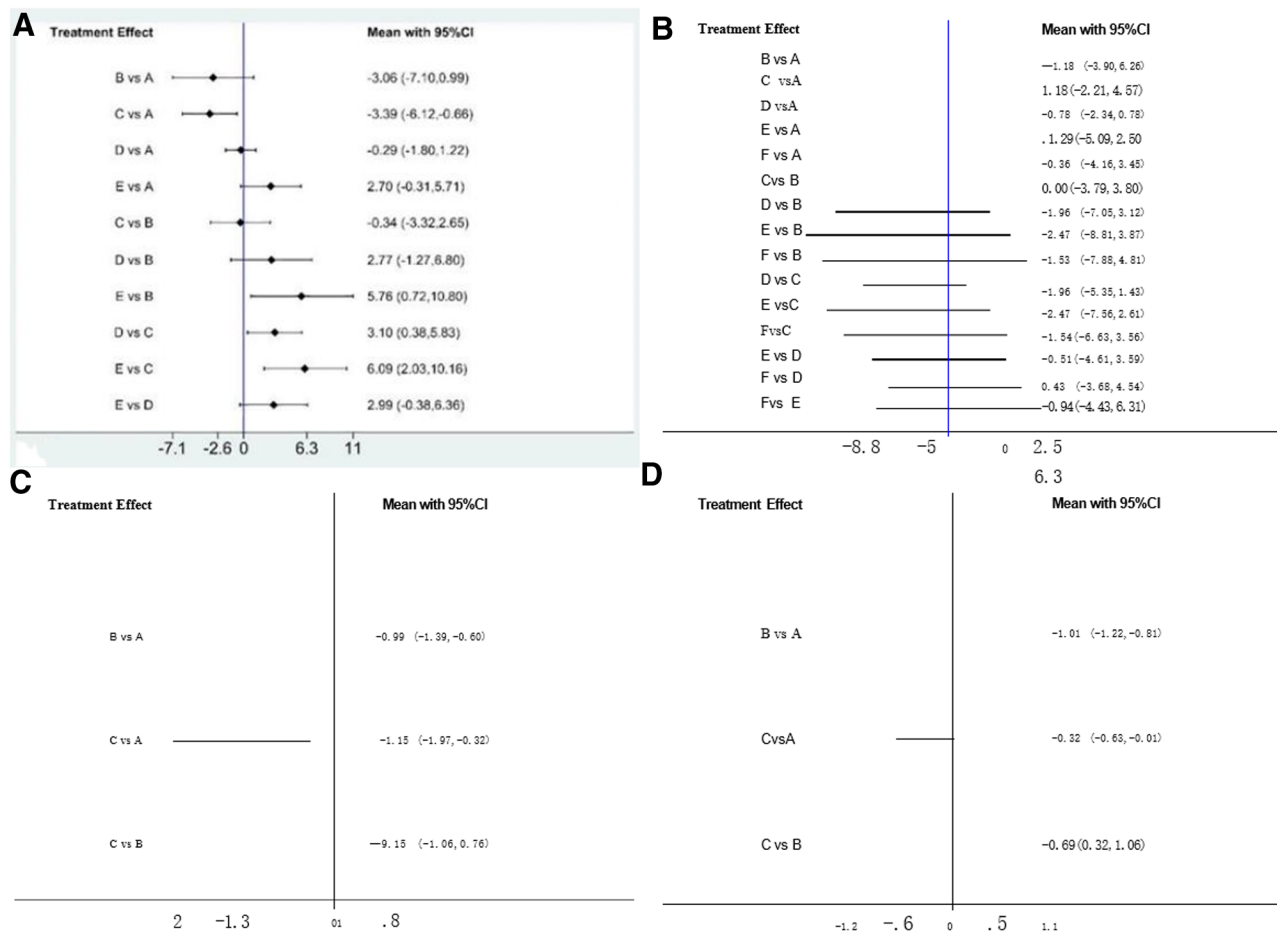 A
Treatment Effect Mean with 95%CI
B vs A -3.06 (-7.10,0.99)
C vs A -3.39 (-6.12,-0.66)
D vs A -0.29 (-1.80,1.22)
E vs A 2.70 (-0.31,5.71)
C vs B -0.34 (-3.32,2.65)
D vs B 2.77 (-1.27,6.80)
E vs B 5.76 (0.72,10.80)
D vs C 3.10 (0.38,5.83)
E vs C 6.09 (2.03,10.16)
E vs D 2.99 (-0.38,6.36)
-7.1 -2.6 0 6.3 11
B
Treatment Effect Mean with 95%CI
B vs A —1.18 (-3.90,6.26)
C vsA 1.18(-2.21, 4.57)
D vsA -0.78 (-2.34, 0.78)
E vs A .1.29(-5.09, 2.50
F vs A -0.36 (-4.16, 3.45)
Cvs B 0.00(-3.79, 3.80)
D vs B -1.96 (-7.05, 3.12)
E vs B -2.47 (-8.81, 3.87)
F vs B -1.53 (-7.88, 4.81)
D vs C -1.96 (-5.35, 1.43)
E vsC -2.47 (-7.56, 2.61)
FvsC -1.54(-6.63, 3.56)
E vs D -0.51(-4.61, 3.59)
F vs D 0.43 (-3.68, 4.54)
Fvs E -0.94(-4.43, 6.31)
-8.8 -5 0 2.5
6.3
C
Treatment Effect Mean with 95%CI
B vs A -0.99 (-1.39, -0.60)
C vs A -1.15 (-1.97, -0.32)
C vs B —9.15 (-1.06, 0.76)
2 -1.3 01 .8
D
Treatment Effect Mean with 95%CI
B vs A -1.01 (-1.22, -0.81)
CvsA -0.32 (-0.63, -0.01)
C vs B -0.69(0.32, 1.06)
-1.2 -.6 0 .5 1.1